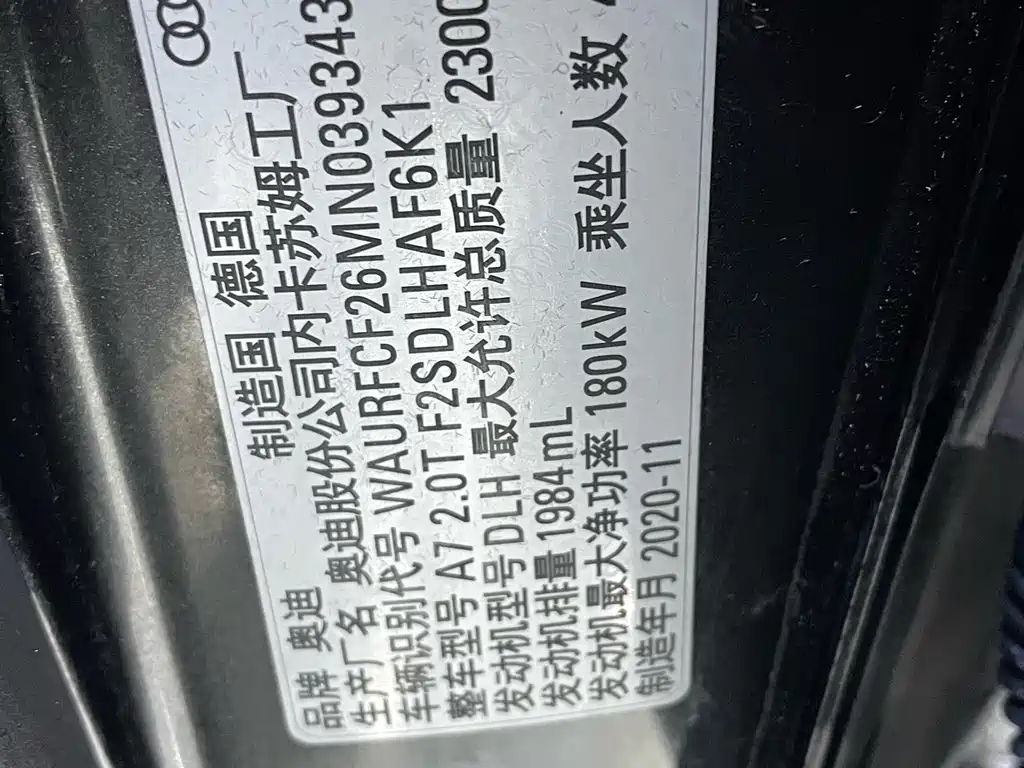 品牌 奥迪 制造国 德国
生产厂名 奥迪股份公司内卡苏姆工厂
车辆识别代号 WAURFCF26MN039343
整车型号 A7 2.0T F2SDLHAF6K1
发动机型号 DLH 最大允许总质量 2300
发动机排量 1984mL
发动机最大净功率 180kW 乘坐人数
制造年月 2020-11